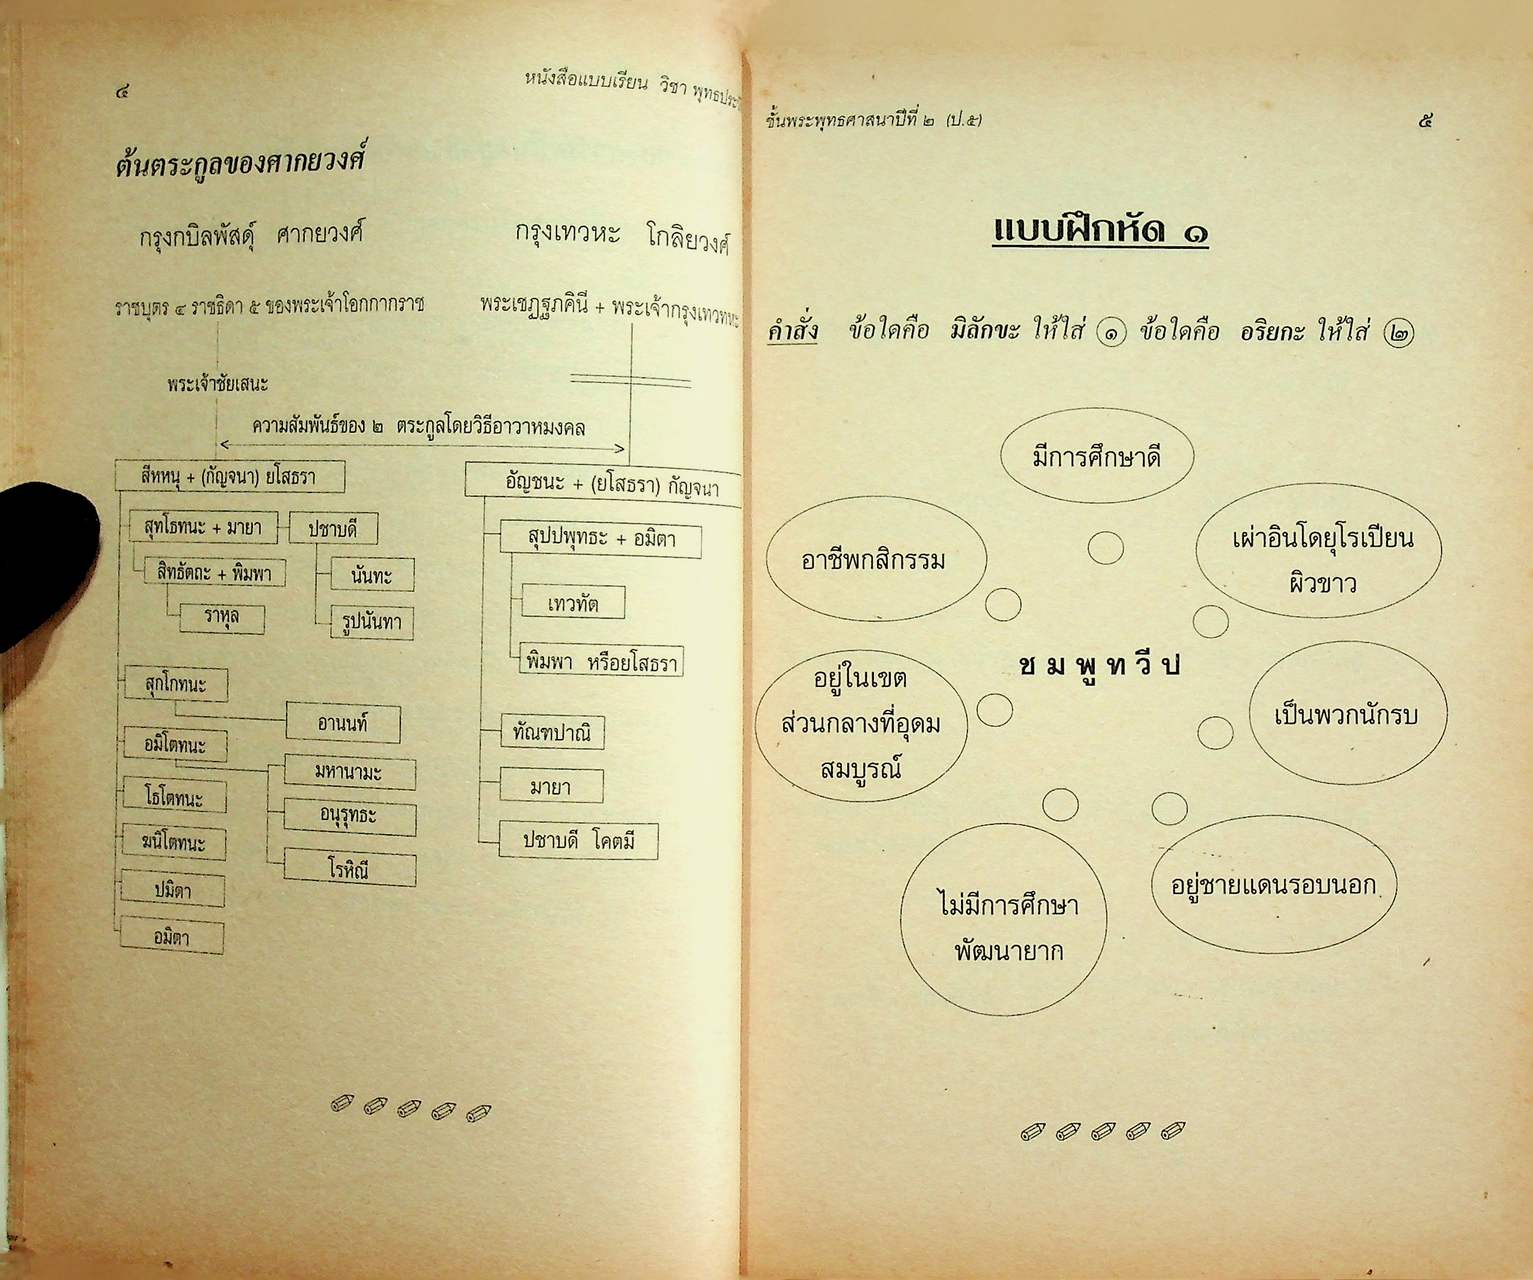 ๔
หนังสือแบบเรียน วิชา
ต้นตระกูลของศากยวงศ์
กรุงกบิลพัสดุ์ ศากยวงศ์
กรุงเทวหะ โกลิยวงศ์
ราชบุตร ๔ ราชธิดา ๕ ของพระเจ้าโอกกากราช
พระเชฏฐภคินี + พระเจ้ากรุงเทวทหะ
พระเจ้าชัยเสนะ
ความสัมพันธ์ของ ๒ ตระกูลโดยวิธีอาวาหมงคล
สีหหนุ + (กัญจนา) ยโสธรา
อัญชนะ + (ยโสธรา) กัญจนา
สุทโธทนะ + มายา
ปชาบดี
สิทธัตถะ + พิมพา
นันทะ
ราหุล
รูปนันทา
สุปปพุทธะ + อมิตา
เทวทัต
พิมพา หรือยโสธรา
สุกโกทนะ
อานนท์
ทัณฑปาณิ
อมิโตทนะ
มหานามะ
มายา
โธโตทนะ
อนุรุทธะ
ปชาบดี โคตมี
ฆนิโตทนะ
โรหิณี
ปมิตา
อมิตา
ชั้นพระพุทธศาสนาปีที่ ๒ (ป.๕)
๕
แบบฝึกหัด ๑
คำสั่ง ข้อใดคือ มิลักขะ ให้ใส่ ๑ ข้อใดคือ อริยกะ ให้ใส่ ๒
มีการศึกษาดี
อาชีพกสิกรรม
เผ่าอินโดยุโรเปียน
ผิวขาว
ชมพูทวีป
อยู่ในเขต
ส่วนกลางที่อุดม
สมบูรณ์
เป็นพวกนักรบ
ไม่มีการศึกษา
พัฒนายาก
อยู่ชายแดนรอบนอก